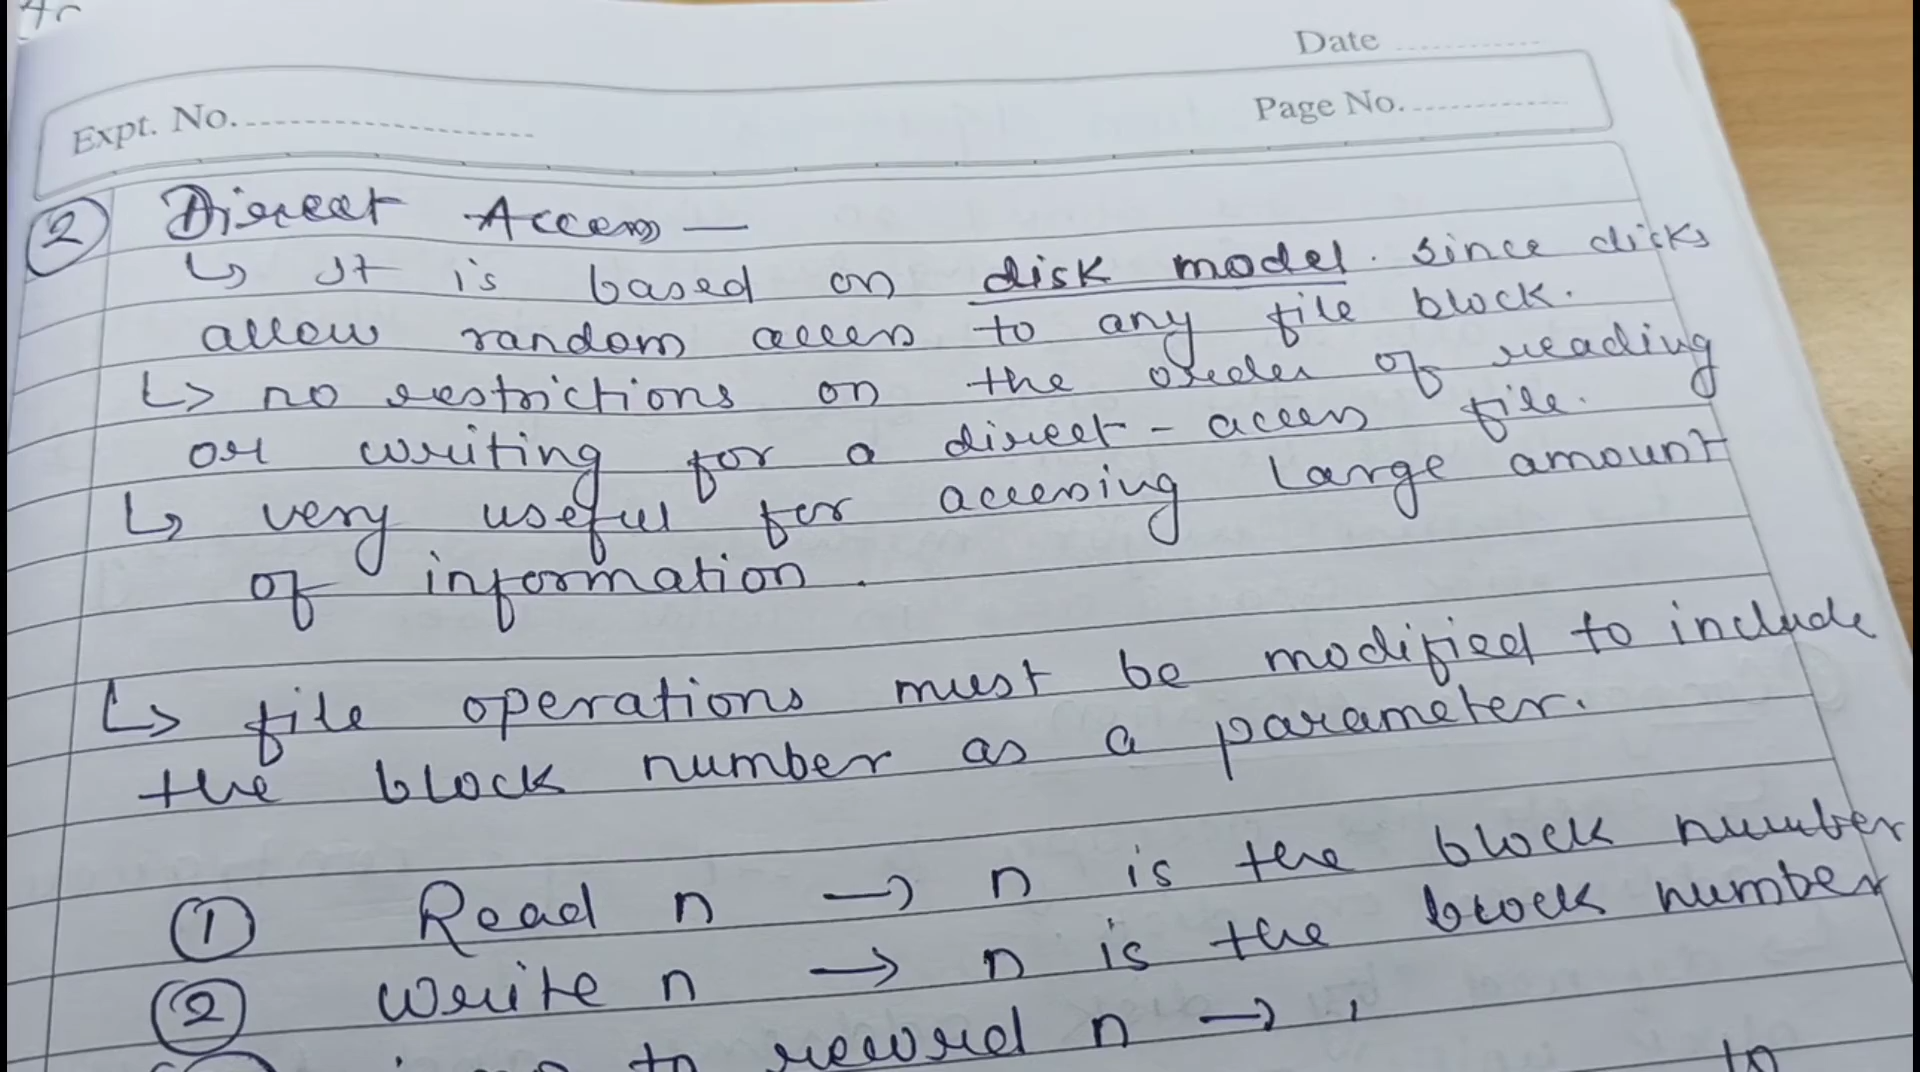 Date
Expt. No.
Page No.
② Direct Access —
↳ It is based on disk model. Since dicks
allow random access to any file block.
↳ no restrictions on the order of reading
or writing for a direct - access file.
↳ very useful for accessing large amount
of information.
↳ file operations must be modified to include
the block number as a parameter.
① Read n → n is the block number
② Write n → n is the block number
to record n →
to